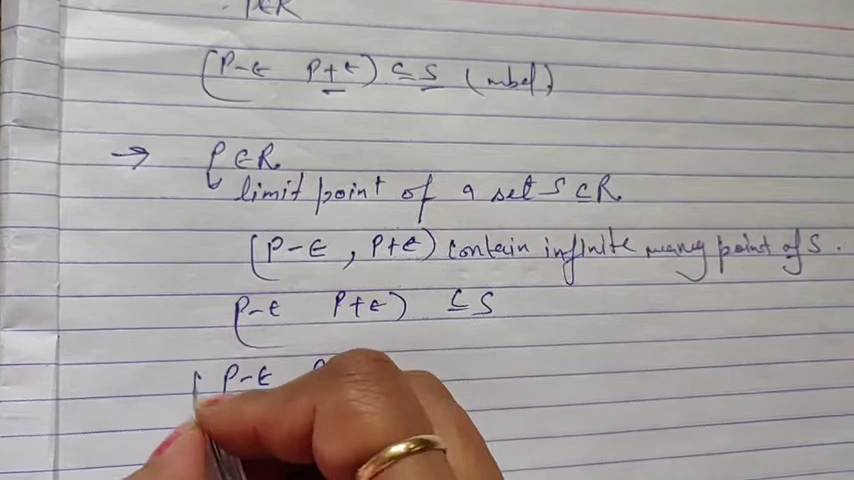 P∈R
(P-ε P+ε) ⊆ S (nbd)
→ P∈R
limit point of a set S ⊆ R
(P-ε, P+ε) contain infinite many point of S.
(P-ε P+ε) ⊆ S
[P-ε